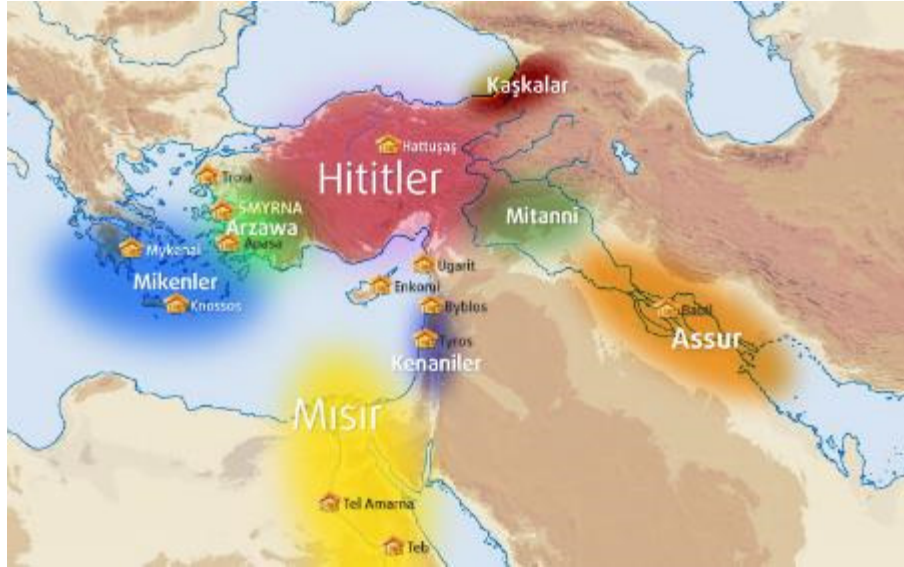 Kaşkalar
Hattuşaş
Hititler
Troia
SMYRNA
Arzawa
Apasa
Mitanni
Mykenai
Mikenler
Knossos
Ugarit
Enkomi
Byblos
Babil
Assur
Tyros
Kenaniler
Mısır
Tel Amarna
Teb